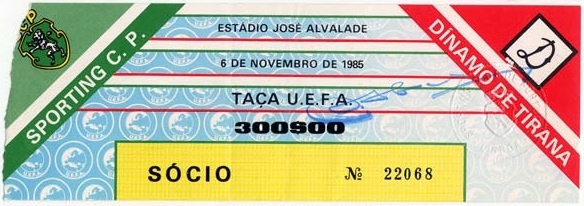 SPORTING C. P.
ESTÁDIO JOSÉ ALVALADE
6 DE NOVEMBRO DE 1985
TAÇA U.E.F.A.
300$00
SÓCIO
Nº 22068
D
DÍNAMO DE TIRANA